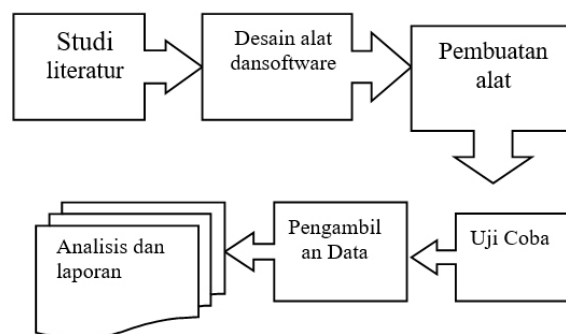 Studi
literatur
Desain alat
dansoftware
Pembuatan
alat
Uji Coba
Pengambil
an Data
Analisis dan
laporan